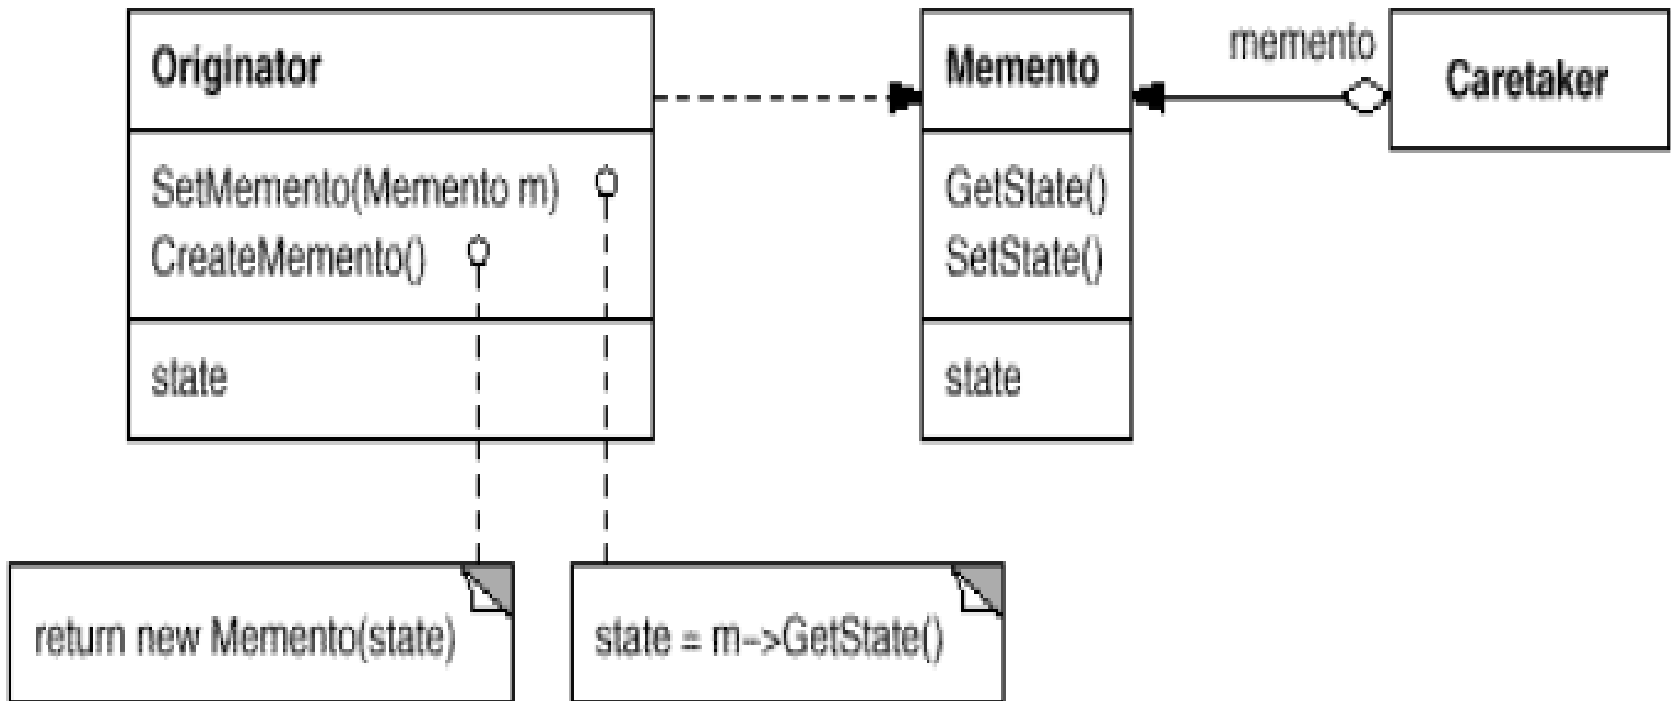 Originator
SetMemento(Memento m)
CreateMemento()
state
Memento
GetState()
SetState()
state
memento
Caretaker
return new Memento(state)
state = m->GetState()